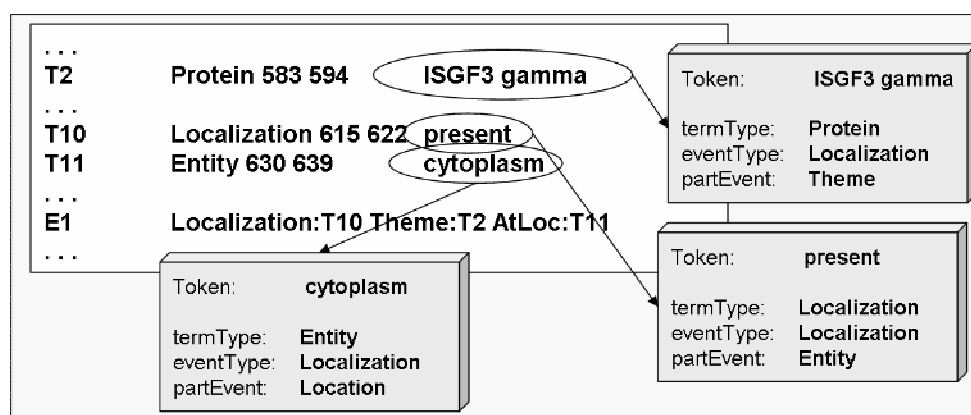 . . .
T2 Protein 583 594 ISGF3 gamma
. . .
T10 Localization 615 622 present
T11 Entity 630 639 cytoplasm
. . .
E1 Localization:T10 Theme:T2 AtLoc:T11
. . .
Token: ISGF3 gamma
termType: Protein
eventType: Localization
partEvent: Theme
Token: present
termType: Localization
eventType: Localization
partEvent: Entity
Token: cytoplasm
termType: Entity
eventType: Localization
partEvent: Location